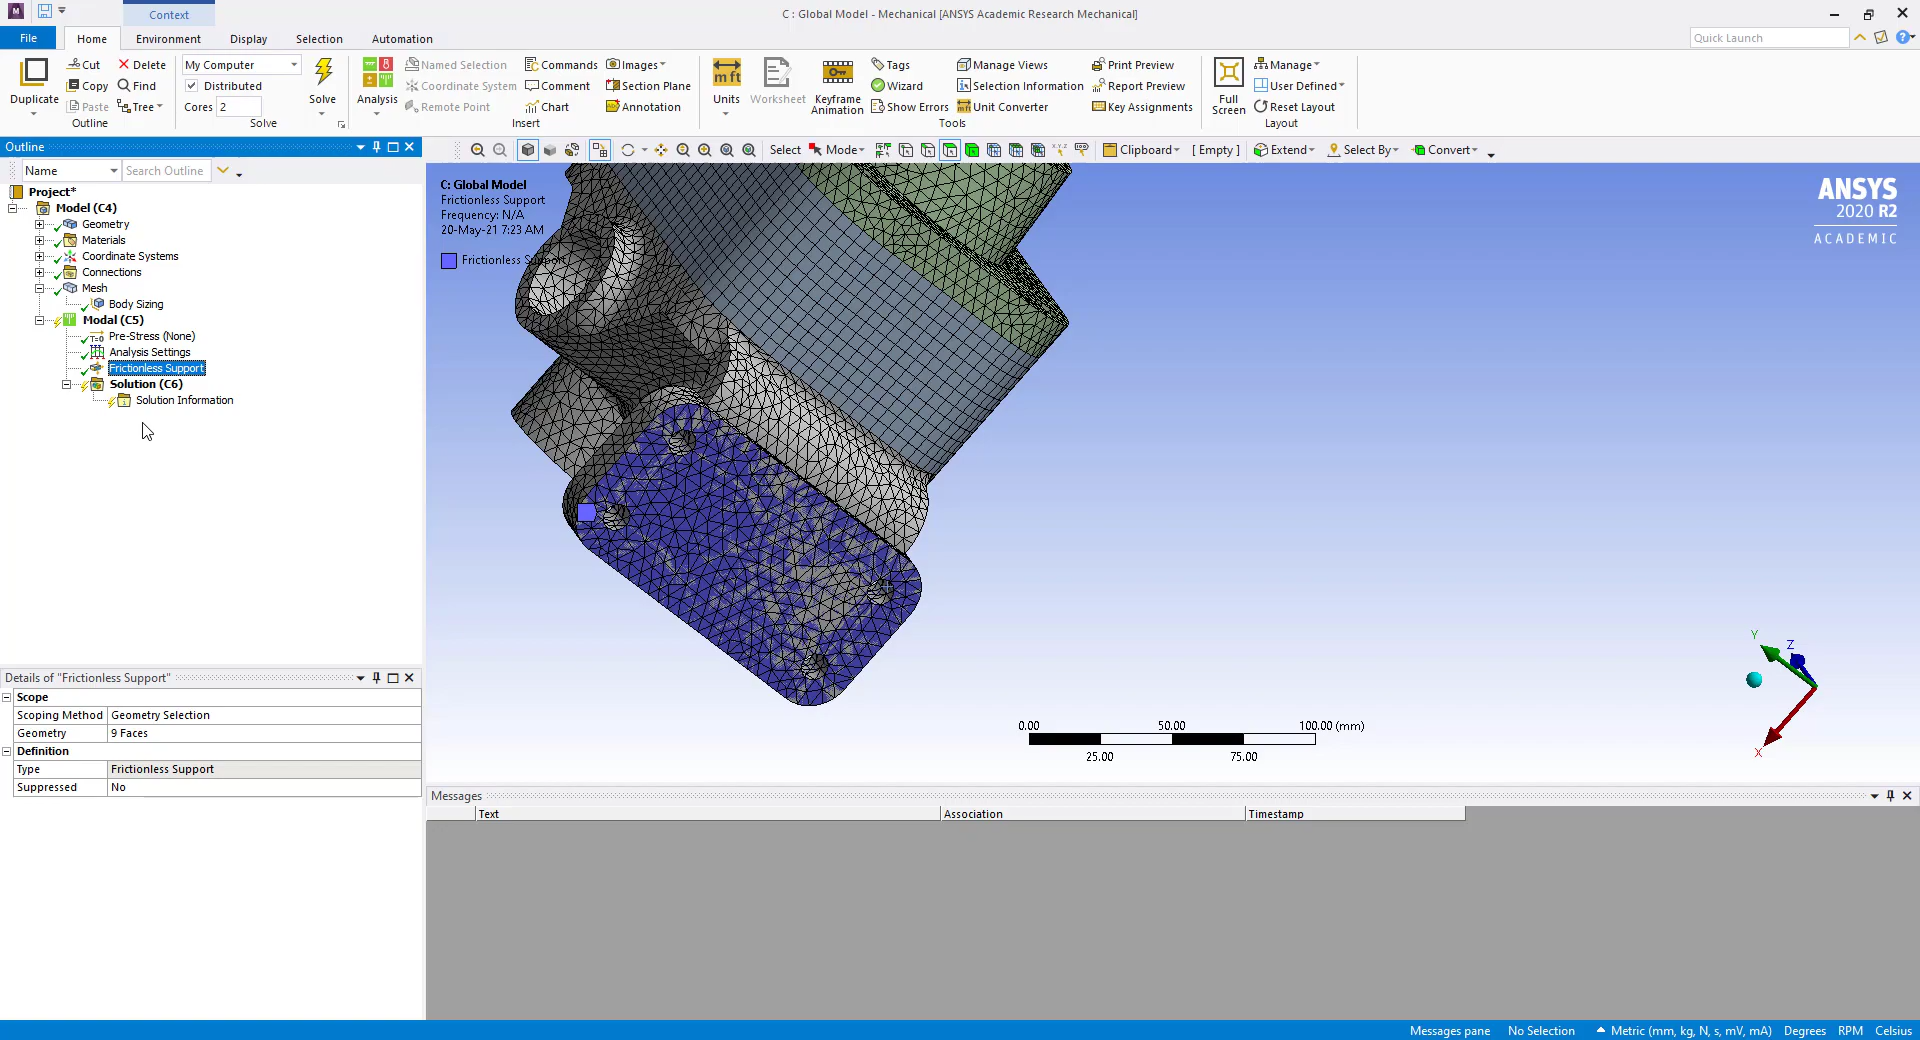 Context
C : Global Model - Mechanical [ANSYS Academic Research Mechanical]
File
Home
Environment
Display
Selection
Automation
Quick Launch
Duplicate
Cut
Copy
Paste
Delete
Find
Tree
Outline
My Computer
Distributed
Cores 2
Solve
Solve
Analysis
Named Selection
Coordinate System
Remote Point
Commands
Comment
Chart
Images
Section Plane
Annotation
Insert
Units
Worksheet
Keyframe
Animation
Tags
Wizard
Show Errors
Manage Views
Selection Information
Unit Converter
Print Preview
Report Preview
Key Assignments
Tools
Full
Screen
Manage
User Defined
Reset Layout
Layout
Outline
Name
Search Outline
Project*
Model (C4)
Geometry
Materials
Coordinate Systems
Connections
Mesh
Body Sizing
Modal (C5)
T=0 Pre-Stress (None)
Analysis Settings
Frictionless Support
Solution (C6)
Solution Information
Select
Mode
Clipboard
[ Empty ]
Extend
Select By
Convert
C: Global Model
Frictionless Support
Frequency: N/A
20-May-21 7:23 AM
Frictionless Support
ANSYS
2020 R2
ACADEMIC
Y
Z
X
0.00
50.00
100.00 (mm)
25.00
75.00
Details of "Frictionless Support"
Scope
Scoping Method Geometry Selection
Geometry 9 Faces
Definition
Type Frictionless Support
Suppressed No
Messages
Text
Association
Timestamp
Messages pane
No Selection
Metric (mm, kg, N, s, mV, mA)
Degrees
RPM
Celsius